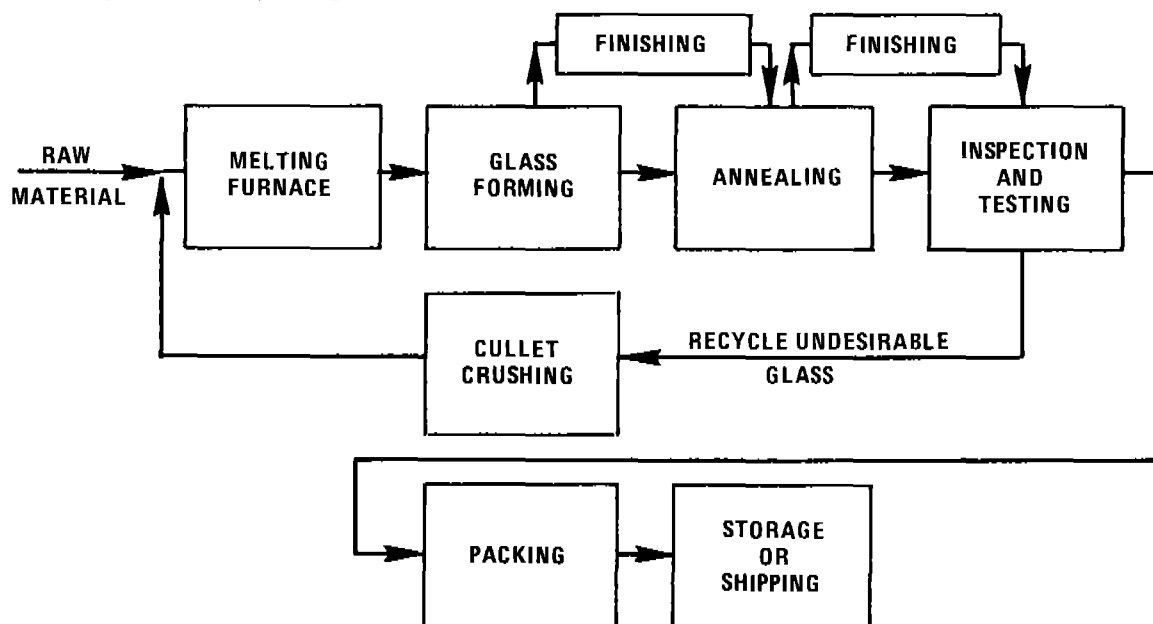 FINISHING
FINISHING
RAW
MATERIAL
MELTING
FURNACE
GLASS
FORMING
ANNEALING
INSPECTION
AND
TESTING
CULLET
CRUSHING
RECYCLE UNDESIRABLE
GLASS
PACKING
STORAGE
OR
SHIPPING